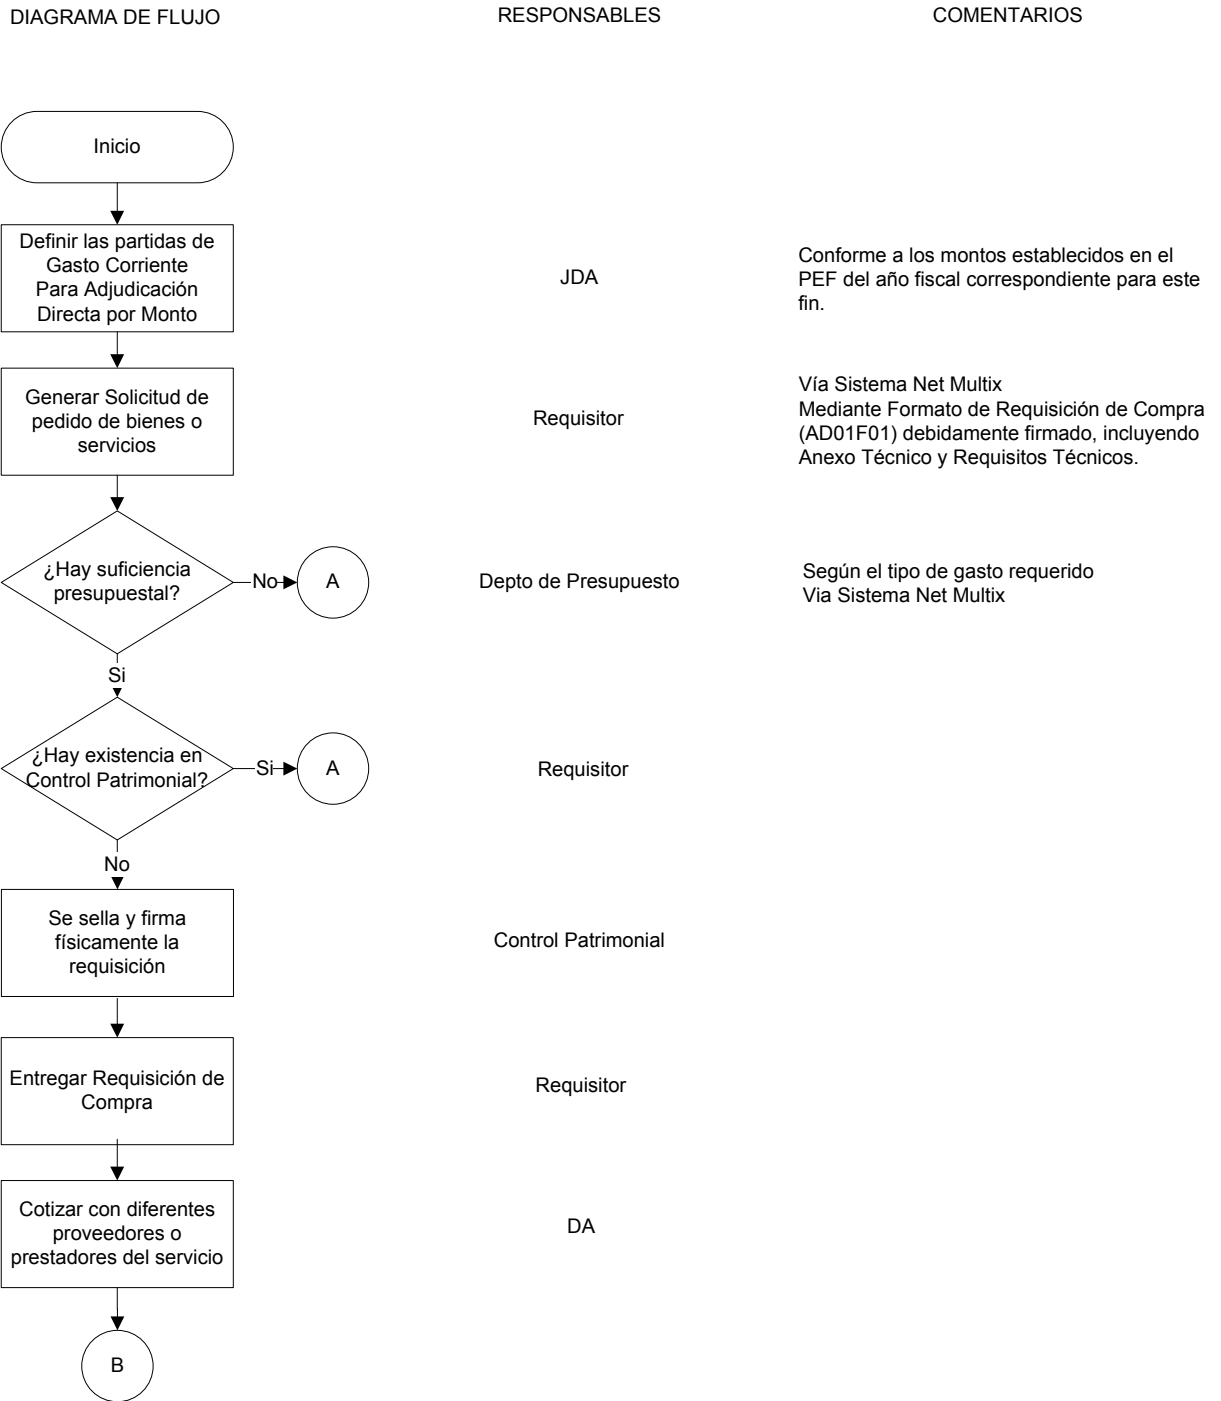 DIAGRAMA DE FLUJO
RESPONSABLES
COMENTARIOS
Inicio
Definir las partidas de
Gasto Corriente
Para Adjudicación
Directa por Monto
JDA
Conforme a los montos establecidos en el
PEF del año fiscal correspondiente para este
fin.
Generar Solicitud de
pedido de bienes o
servicios
Requisitor
Vía Sistema Net Multix
Mediante Formato de Requisición de Compra
(AD01F01) debidamente firmado, incluyendo
Anexo Técnico y Requisitos Técnicos.
¿Hay suficiencia
presupuestal?
No
A
Depto de Presupuesto
Según el tipo de gasto requerido
Via Sistema Net Multix
Si
¿Hay existencia en
Control Patrimonial?
Si
A
Requisitor
No
Se sella y firma
físicamente la
requisición
Control Patrimonial
Entregar Requisición de
Compra
Requisitor
Cotizar con diferentes
proveedores o
prestadores del servicio
DA
B